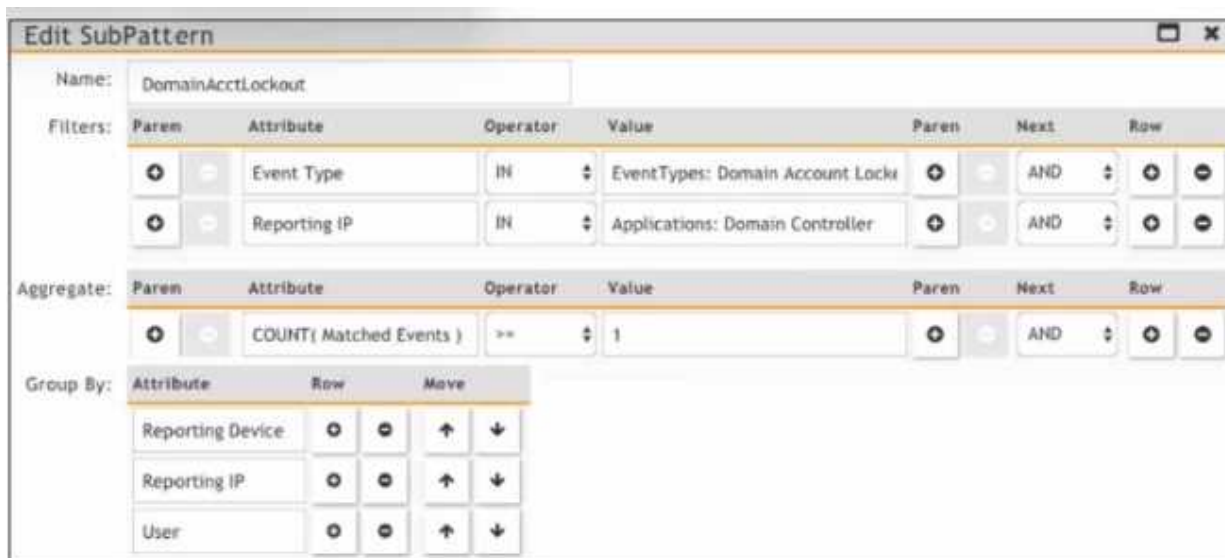 Edit SubPattern
Name: DomainAcctLockout
Filters: Paren Attribute Operator Value Paren Next Row
Event Type IN EventTypes: Domain Account Locke AND
Reporting IP IN Applications: Domain Controller AND
Aggregate: Paren Attribute Operator Value Paren Next Row
COUNT( Matched Events ) >= 1 AND
Group By: Attribute Row Move
Reporting Device
Reporting IP
User